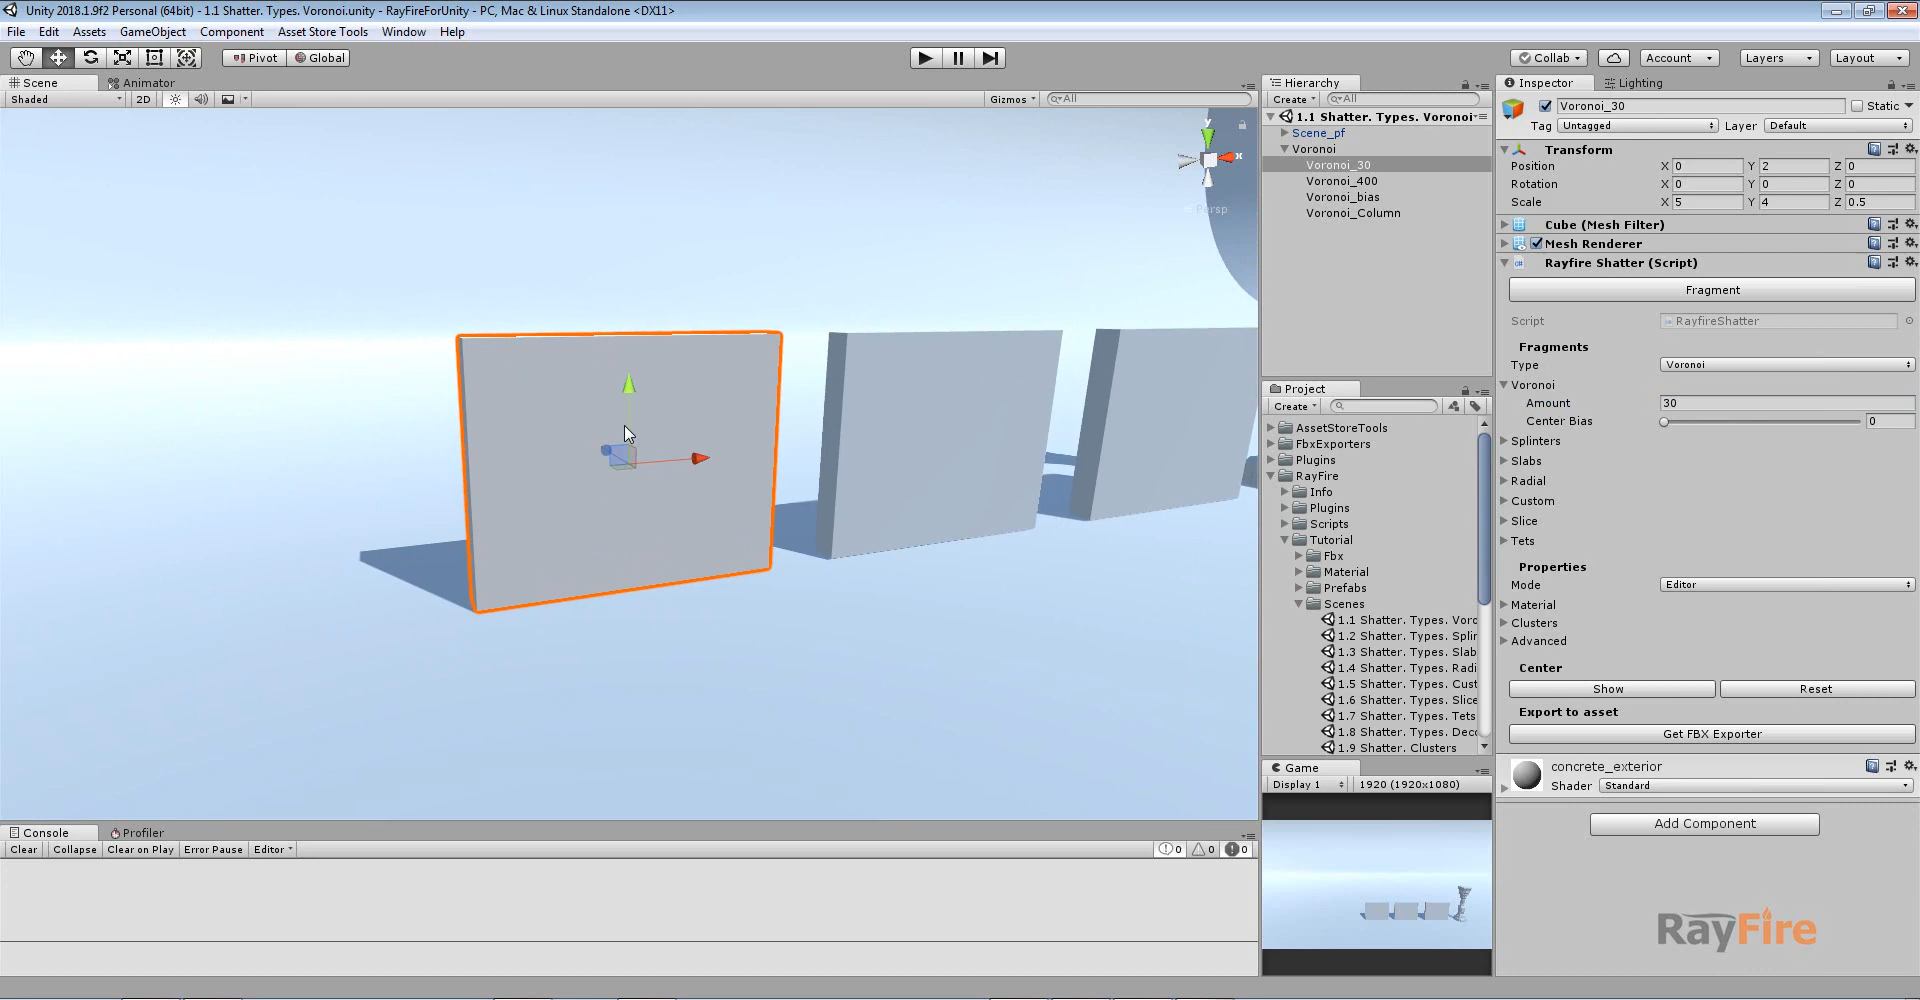 Unity 2018.1.9f2 Personal (64bit) - 1.1 Shatter. Types. Voronoi.unity - RayFireForUnity - PC, Mac & Linux Standalone <DX11>
File Edit Assets GameObject Component Asset Store Tools Window Help
Pivot Global Collab Account Layers Layout
Scene Animator
Shaded 2D Gizmos All
y
x
Persp
Console Profiler
Clear Collapse Clear on Play Error Pause Editor 0 0 0
Hierarchy
Create All
1.1 Shatter. Types. Voronoi
Scene_pf
Voronoi
Voronoi_30
Voronoi_400
Voronoi_bias
Voronoi_Column
Project
Create
AssetStoreTools
FbxExporters
Plugins
RayFire
Info
Plugins
Scripts
Tutorial
Fbx
Material
Prefabs
Scenes
1.1 Shatter. Types. Voro
1.2 Shatter. Types. Splin
1.3 Shatter. Types. Slab
1.4 Shatter. Types. Radi
1.5 Shatter. Types. Cust
1.6 Shatter. Types. Slice
1.7 Shatter. Types. Tets
1.8 Shatter. Types. Deco
1.9 Shatter. Clusters
Game
Display 1 1920 (1920x1080)
Inspector Lighting
Voronoi_30 Static
Tag Untagged Layer Default
Transform
Position X 0 Y 2 Z 0
Rotation X 0 Y 0 Z 0
Scale X 5 Y 4 Z 0.5
Cube (Mesh Filter)
Mesh Renderer
Rayfire Shatter (Script)
Fragment
Script RayfireShatter
Fragments
Type Voronoi
Voronoi
Amount 30
Center Bias 0
Splinters
Slabs
Radial
Custom
Slice
Tets
Properties
Mode Editor
Material
Clusters
Advanced
Center
Show Reset
Export to asset
Get FBX Exporter
concrete_exterior
Shader Standard
Add Component
RayFire